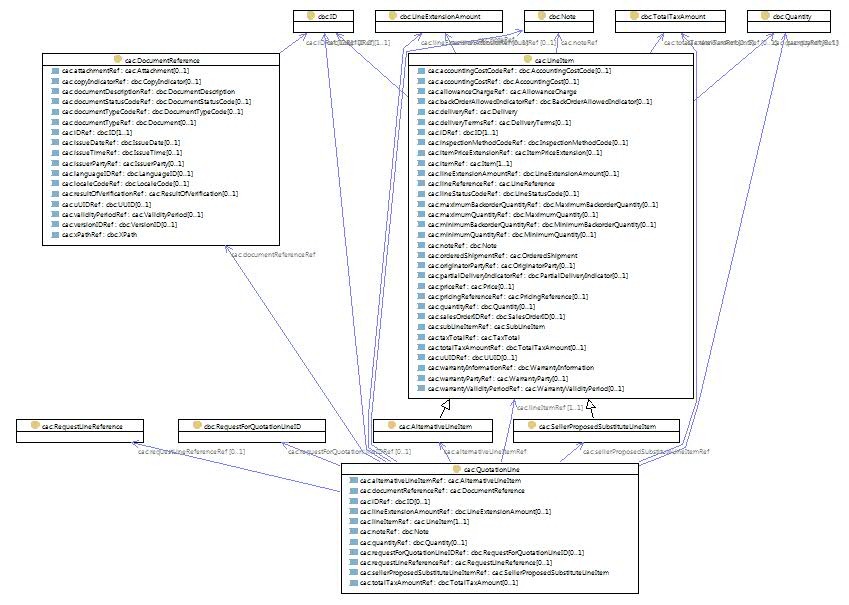 cbc:ID
cbc:LineExtensionAmount
cbc:Note
cbc:TotalTaxAmount
cbc:Quantity
cac:noteRef
cac:DocumentReference
cac:attachmentRef : cac:Attachment[0..1]
cac:copyIndicatorRef : cbc:CopyIndicator[0..1]
cac:documentDescriptionRef : cbc:DocumentDescription
cac:documentStatusCodeRef : cbc:DocumentStatusCode[0..1]
cac:documentTypeCodeRef : cbc:DocumentTypeCode[0..1]
cac:documentTypeRef : cbc:Document[0..1]
cac:IDRef : cbc:ID[1..1]
cac:issueDateRef : cbc:IssueDate[0..1]
cac:issueTimeRef : cbc:IssueTime[0..1]
cac:issuerPartyRef : cac:IssuerParty[0..1]
cac:languageIDRef : cbc:LanguageID[0..1]
cac:localeCodeRef : cbc:LocaleCode[0..1]
cac:resultOfVerificationRef : cac:ResultOfVerification[0..1]
cac:UUIDRef : cbc:UUID[0..1]
cac:validityPeriodRef : cac:ValidityPeriod[0..1]
cac:versionIDRef : cbc:VersionID[0..1]
cac:xPathRef : cbc:XPath
cac:LineItem
cac:accountingCostCodeRef : cbc:AccountingCostCode[0..1]
cac:accountingCostRef : cbc:AccountingCost[0..1]
cac:allowanceChargeRef : cac:AllowanceCharge
cac:backOrderAllowedIndicatorRef : cbc:BackOrderAllowedIndicator[0..1]
cac:deliveryRef : cac:Delivery
cac:deliveryTermsRef : cac:DeliveryTerms[0..1]
cac:IDRef : cbc:ID[1..1]
cac:inspectionMethodCodeRef : cbc:InspectionMethodCode[0..1]
cac:itemPriceExtensionRef : cac:ItemPriceExtension[0..1]
cac:itemRef : cac:Item[1..1]
cac:lineExtensionAmountRef : cbc:LineExtensionAmount[0..1]
cac:lineReferenceRef : cac:LineReference
cac:lineStatusCodeRef : cbc:LineStatusCode[0..1]
cac:maximumBackorderQuantityRef : cbc:MaximumBackorderQuantity[0..1]
cac:maximumQuantityRef : cbc:MaximumQuantity[0..1]
cac:minimumBackorderQuantityRef : cbc:MinimumBackorderQuantity[0..1]
cac:minimumQuantityRef : cbc:MinimumQuantity[0..1]
cac:noteRef : cbc:Note
cac:orderedShipmentRef : cac:OrderedShipment
cac:originatorPartyRef : cac:OriginatorParty[0..1]
cac:partialDeliveryIndicatorRef : cbc:PartialDeliveryIndicator[0..1]
cac:priceRef : cac:Price[0..1]
cac:pricingReferenceRef : cac:PricingReference[0..1]
cac:quantityRef : cbc:Quantity[0..1]
cac:salesOrderIDRef : cbc:SalesOrderID[0..1]
cac:subLineItemRef : cac:SubLineItem
cac:taxTotalRef : cac:TaxTotal
cac:totalTaxAmountRef : cbc:TotalTaxAmount[0..1]
cac:UUIDRef : cbc:UUID[0..1]
cac:warrantyInformationRef : cbc:WarrantyInformation
cac:warrantyPartyRef : cac:WarrantyParty[0..1]
cac:warrantyValidityPeriodRef : cac:WarrantyValidityPeriod[0..1]
cac:documentReferenceRef
cac:lineItemRef [1..1]
cac:RequestLineReference
cbc:RequestForQuotationLineID
cac:AlternativeLineItem
cac:SellerProposedSubstituteLineItem
cac:requestLineReferenceRef [0..1]
cac:requestForQuotationLineIDRef [0..1]
cac:alternativeLineItemRef
cac:sellerProposedSubstituteLineItemRef
cac:QuotationLine
cac:alternativeLineItemRef : cac:AlternativeLineItem
cac:documentReferenceRef : cac:DocumentReference
cac:IDRef : cbc:ID[0..1]
cac:lineExtensionAmountRef : cbc:LineExtensionAmount[0..1]
cac:lineItemRef : cac:LineItem[1..1]
cac:noteRef : cbc:Note
cac:quantityRef : cbc:Quantity[0..1]
cac:requestForQuotationLineIDRef : cbc:RequestForQuotationLineID[0..1]
cac:requestLineReferenceRef : cac:RequestLineReference[0..1]
cac:sellerProposedSubstituteLineItemRef : cac:SellerProposedSubstituteLineItem
cac:totalTaxAmountRef : cbc:TotalTaxAmount[0..1]